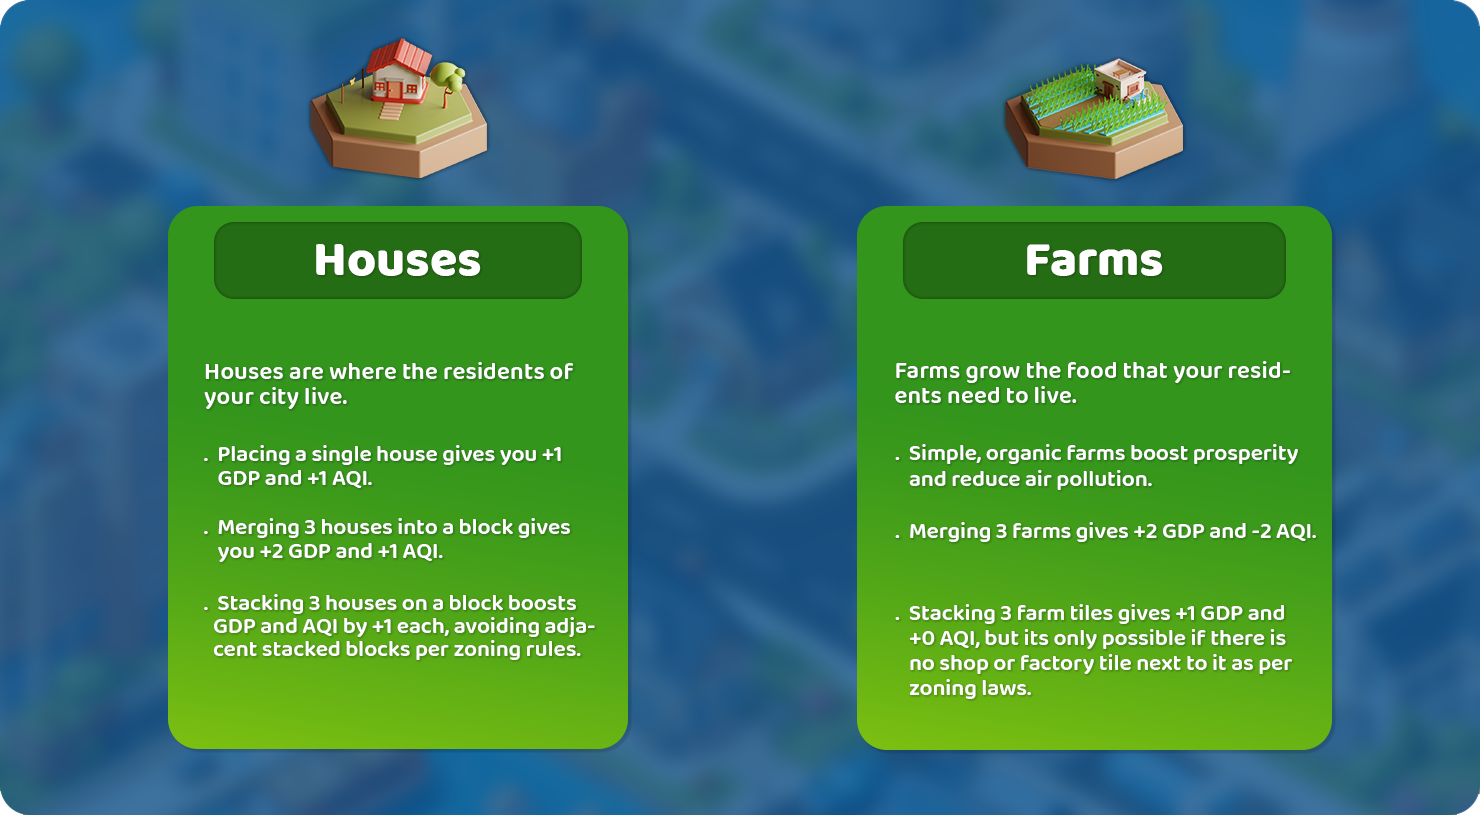 Houses
Houses are where the residents of
your city live.
. Placing a single house gives you +1
GDP and +1 AQI.
. Merging 3 houses into a block gives
you +2 GDP and +1 AQI.
. Stacking 3 houses on a block boosts
GDP and AQI by +1 each, avoiding adja-
cent stacked blocks per zoning rules.
Farms
Farms grow the food that your resid-
ents need to live.
. Simple, organic farms boost prosperity
and reduce air pollution.
. Merging 3 farms gives +2 GDP and -2 AQI.
. Stacking 3 farm tiles gives +1 GDP and
+0 AQI, but its only possible if there is
no shop or factory tile next to it as per
zoning laws.